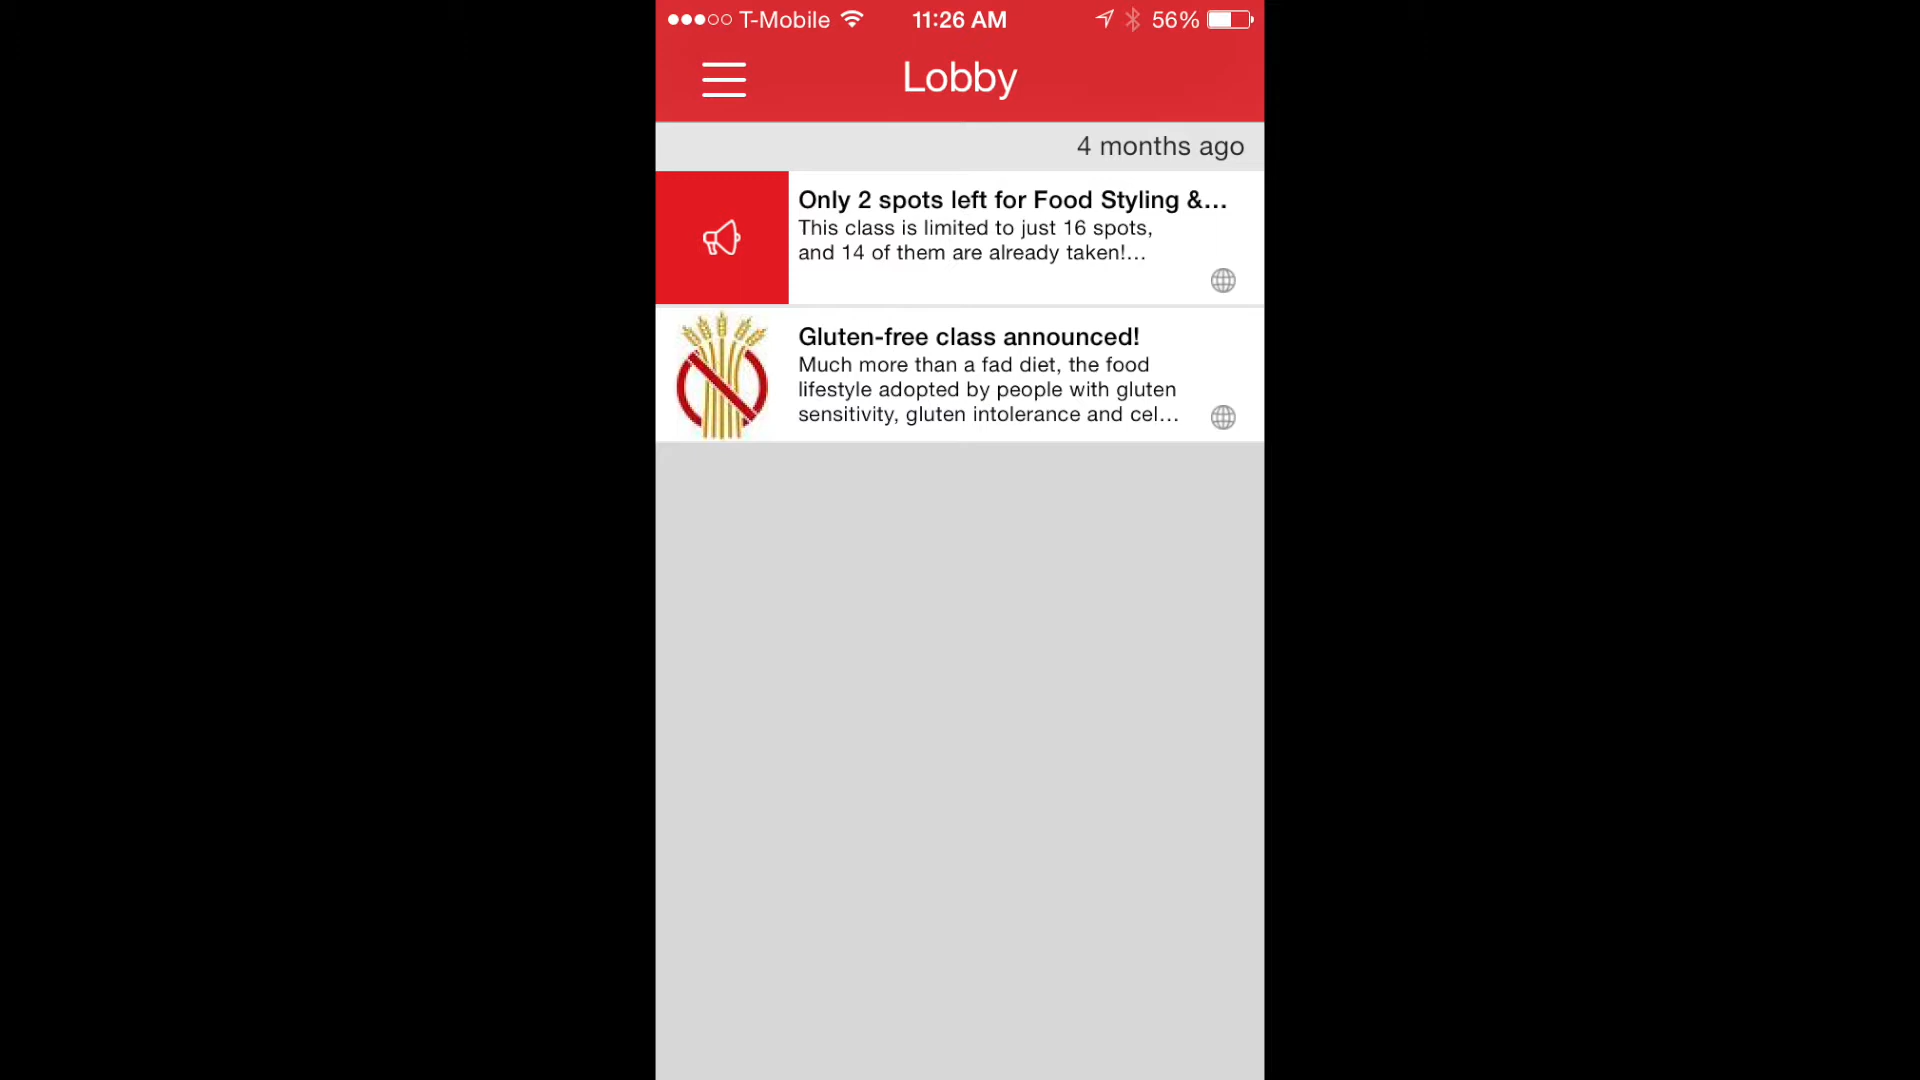 T-Mobile 11:26 AM 56%
Lobby
4 months ago
Only 2 spots left for Food Styling &...
This class is limited to just 16 spots,
and 14 of them are already taken!...
Gluten-free class announced!
Much more than a fad diet, the food
lifestyle adopted by people with gluten
sensitivity, gluten intolerance and cel...